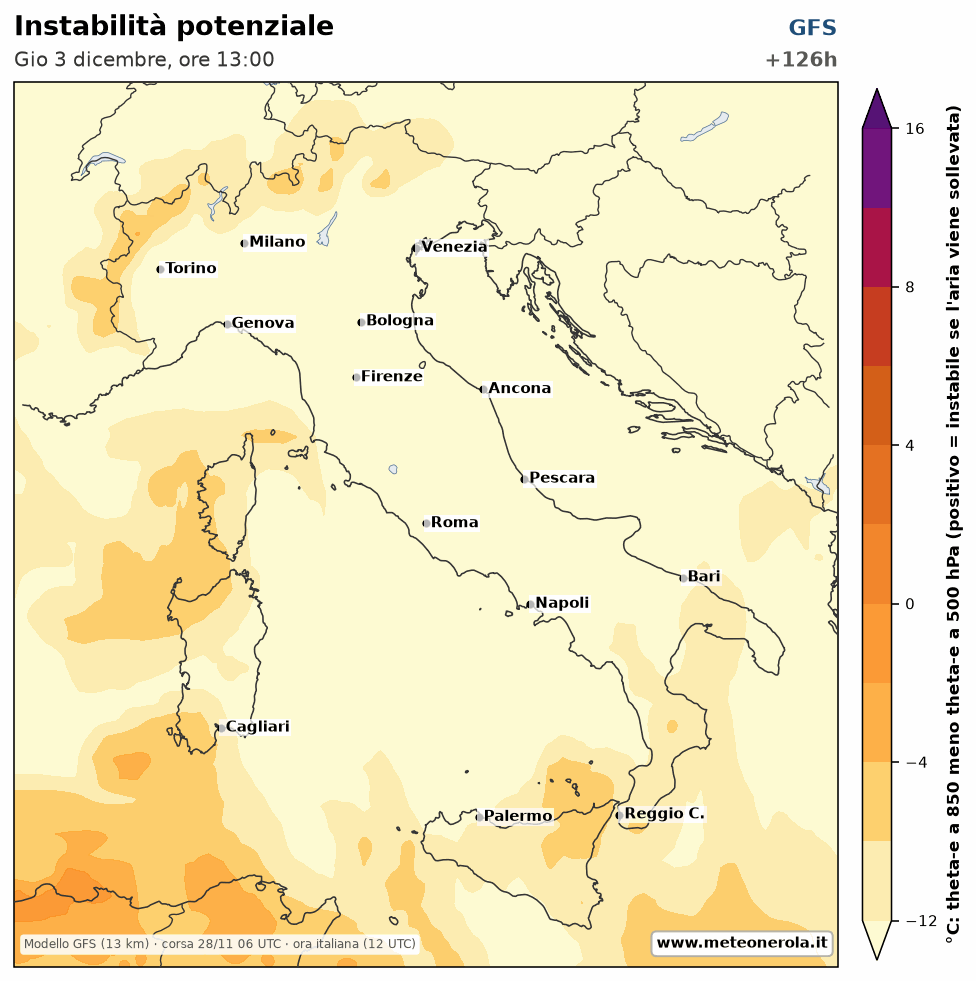 Instabilità potenziale
GFS
Gio 3 dicembre, ore 13:00
+126h
16
8
4
0
−4
−12
°C: theta-e a 850 meno theta-e a 500 hPa (positivo = instabile se l'aria viene sollevata)
Milano
Venezia
Torino
Genova
Bologna
Firenze
Ancona
Pescara
Roma
Bari
Napoli
Cagliari
Palermo
Reggio C.
Modello GFS (13 km) · corsa 28/11 06 UTC · ora italiana (12 UTC)
www.meteonerola.it